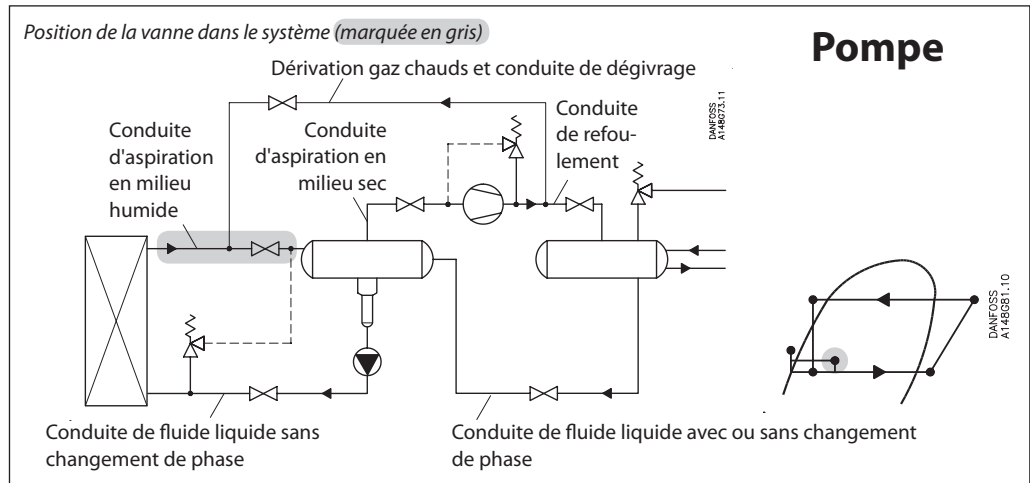 Position de la vanne dans le système (marquée en gris)
Pompe
Dérivation gaz chauds et conduite de dégivrage
DANFOSS
A148G73.11
Conduite
d'aspiration
en milieu
humide
Conduite
d'aspiration en
milieu sec
Conduite
de refou-
lement
DANFOSS
A148G81.10
Conduite de fluide liquide sans
changement de phase
Conduite de fluide liquide avec ou sans changement
de phase